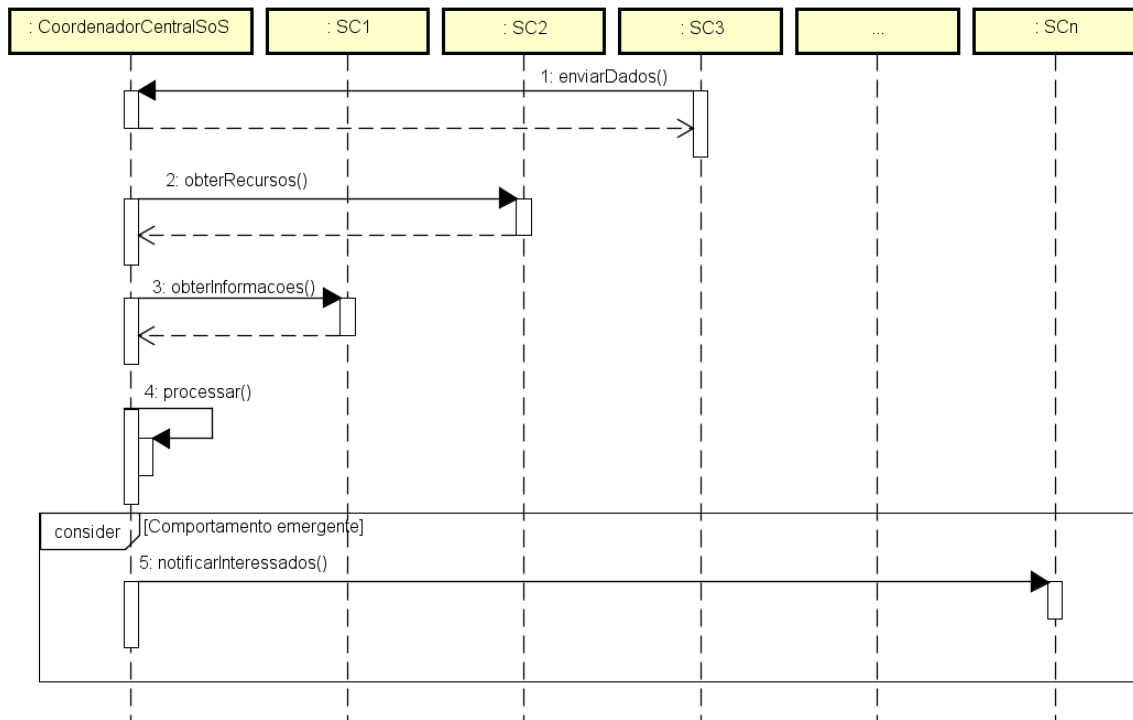 : CoordenadorCentralSoS
: SC1
: SC2
: SC3
...
: SCn
1: enviarDados()
2: obterRecursos()
3: obterInformacoes()
4: processar()
consider
[Comportamento emergente]
5: notificarInteressados()